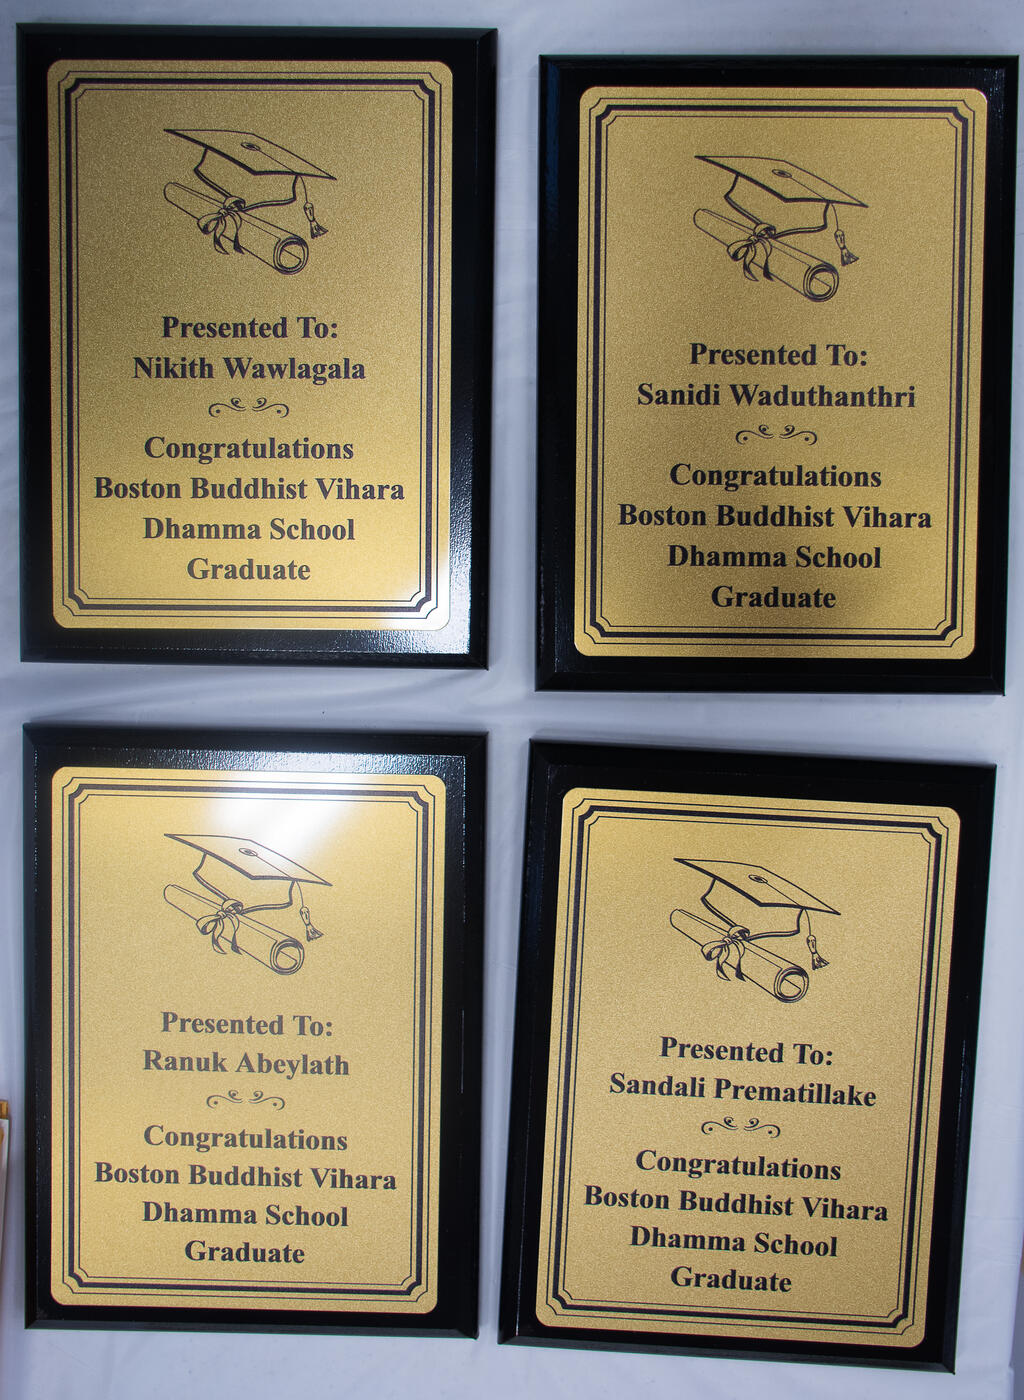 Presented To:
Nikith Wawlagala
Congratulations
Boston Buddhist Vihara
Dhamma School
Graduate
Presented To:
Sanidi Waduthanthri
Congratulations
Boston Buddhist Vihara
Dhamma School
Graduate
Presented To:
Ranuk Abeylath
Congratulations
Boston Buddhist Vihara
Dhamma School
Graduate
Presented To:
Sandali Prematillake
Congratulations
Boston Buddhist Vihara
Dhamma School
Graduate